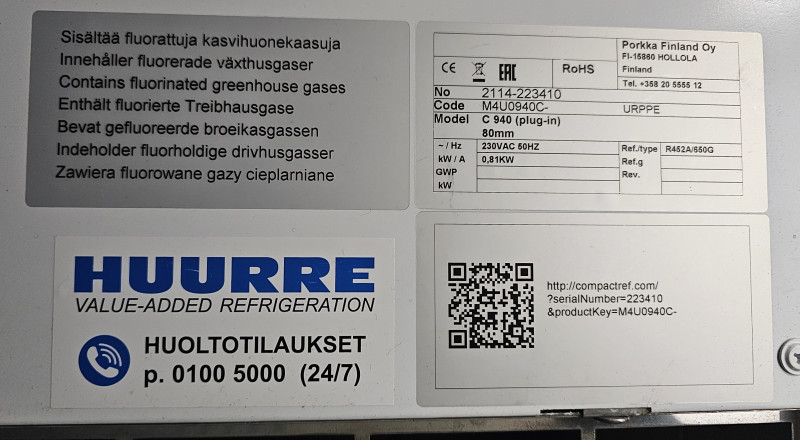 Sisältää fluorattuja kasvihuonekaasuja
Innehåller fluorerade växthusgaser
Contains fluorinated greenhouse gases
Enthält fluorierte Treibhausgase
Bevat gefluoreerde broeikasgassen
Indeholder fluorholdige drivhusgasser
Zawiera fluorowane gazy cieplarniane
CE EAC RoHS
Porkka Finland Oy
FI-15860 HOLLOLA
Finland
Tel. +358 20 5555 12
No 2114-223410
Code M4U0940C- URPPE
Model C 940 (plug-in)
80mm
~ / Hz 230VAC 50HZ Ref./type R452A/650G
kW / A 0,81KW Ref.g
GWP Rev.
kW
HUURRE
VALUE-ADDED REFRIGERATION
HUOLTOTILAUKSET
p. 0100 5000 (24/7)
http://compactref.com/
?serialNumber=223410
&productKey=M4U0940C-